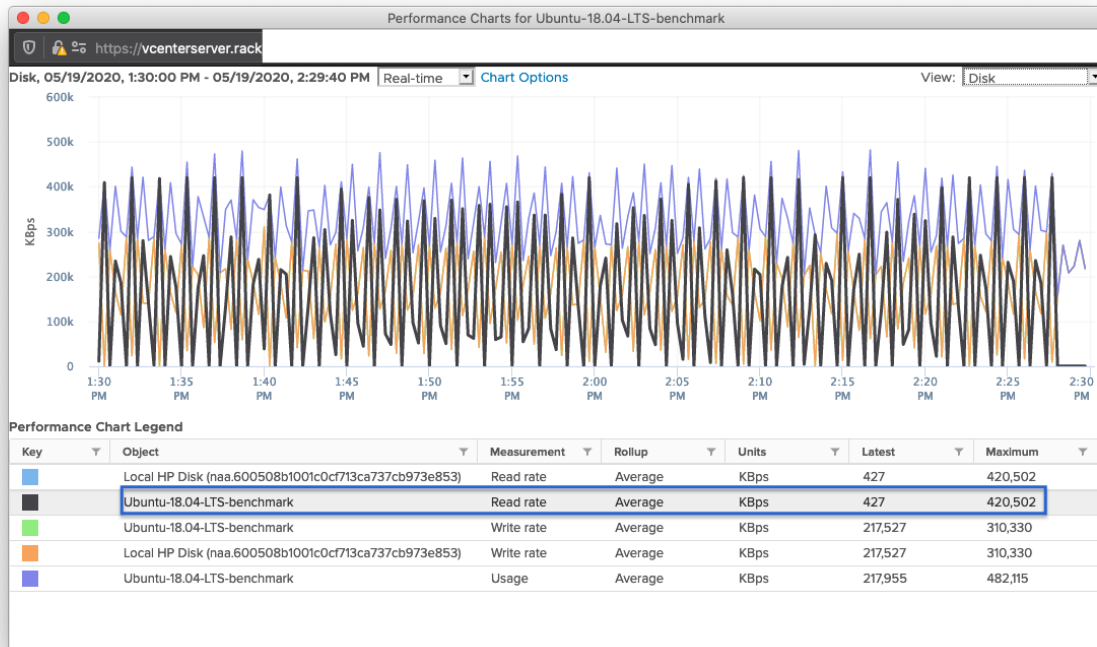 Performance Charts for Ubuntu-18.04-LTS-benchmark
https://vcenterserver.rack
Disk, 05/19/2020, 1:30:00 PM - 05/19/2020, 2:29:40 PM Real-time Chart Options View: Disk
600k
500k
400k
300k
200k
100k
0
KBps
1:30 PM 1:35 PM 1:40 PM 1:45 PM 1:50 PM 1:55 PM 2:00 PM 2:05 PM 2:10 PM 2:15 PM 2:20 PM 2:25 PM 2:30 PM
Performance Chart Legend
Key Object Measurement Rollup Units Latest Maximum
Local HP Disk (naa.600508b1001c0cf713ca737cb973e853) Read rate Average KBps 427 420,502
Ubuntu-18.04-LTS-benchmark Read rate Average KBps 427 420,502
Ubuntu-18.04-LTS-benchmark Write rate Average KBps 217,527 310,330
Local HP Disk (naa.600508b1001c0cf713ca737cb973e853) Write rate Average KBps 217,527 310,330
Ubuntu-18.04-LTS-benchmark Usage Average KBps 217,955 482,115